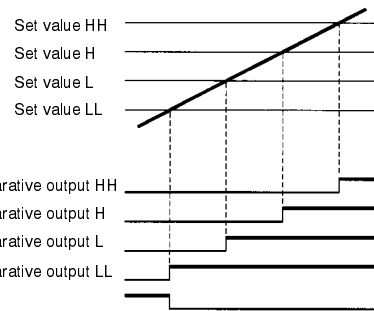 Set value HH
Set value H
Set value L
Set value LL
arative output HH
arative output H
arative output L
arative output LL